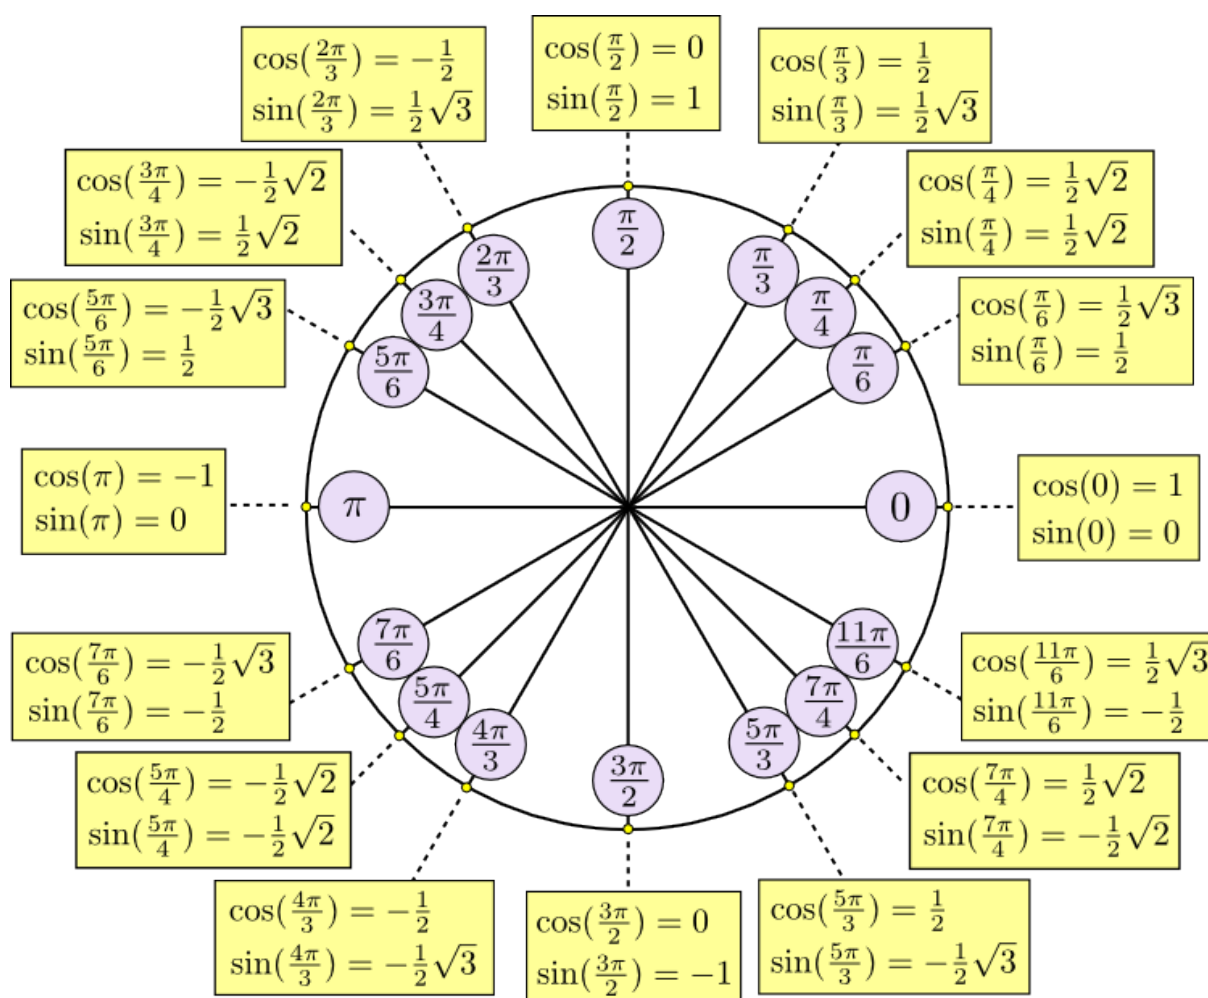 cos(π/2) = 0
sin(π/2) = 1
cos(2π/3) = −1/2
sin(2π/3) = 1/2√3
cos(π/3) = 1/2
sin(π/3) = 1/2√3
cos(3π/4) = −1/2√2
sin(3π/4) = 1/2√2
cos(π/4) = 1/2√2
sin(π/4) = 1/2√2
cos(5π/6) = −1/2√3
sin(5π/6) = 1/2
cos(π/6) = 1/2√3
sin(π/6) = 1/2
π/2
2π/3
π/3
3π/4
π/4
5π/6
π/6
cos(π) = −1
sin(π) = 0
π
0
cos(0) = 1
sin(0) = 0
7π/6
11π/6
5π/4
7π/4
4π/3
5π/3
3π/2
cos(7π/6) = −1/2√3
sin(7π/6) = −1/2
cos(11π/6) = 1/2√3
sin(11π/6) = −1/2
cos(5π/4) = −1/2√2
sin(5π/4) = −1/2√2
cos(7π/4) = 1/2√2
sin(7π/4) = −1/2√2
cos(4π/3) = −1/2
sin(4π/3) = −1/2√3
cos(3π/2) = 0
sin(3π/2) = −1
cos(5π/3) = 1/2
sin(5π/3) = −1/2√3